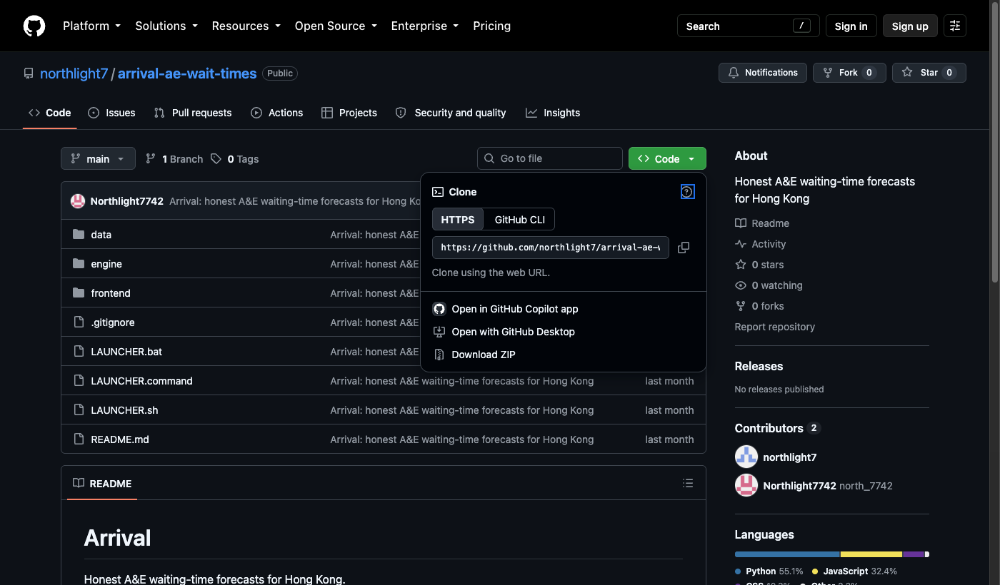 Platform Solutions Resources Open Source Enterprise Pricing Search / Sign in Sign up
northlight7 / arrival-ae-wait-times Public Notifications Fork 0 Star 0
Code Issues Pull requests Actions Projects Security and quality Insights
main 1 Branch 0 Tags Go to file Code
Clone
HTTPS GitHub CLI
https://github.com/northlight7/arrival-ae-
Clone using the web URL.
Open in GitHub Copilot app
Open with GitHub Desktop
Download ZIP
Northlight7742 Arrival: honest A&E waiting-time forecasts for Hong
data Arrival: honest A&E
engine Arrival: honest A&E
frontend Arrival: honest A&E
.gitignore Arrival: honest A&E
LAUNCHER.bat Arrival: honest A&E
LAUNCHER.command Arrival: honest A&E waiting-time forecasts for Hong Kong last month
LAUNCHER.sh Arrival: honest A&E waiting-time forecasts for Hong Kong last month
README.md Arrival: honest A&E waiting-time forecasts for Hong Kong last month
README
Arrival
Honest A&E waiting-time forecasts for Hong Kong.
About
Honest A&E waiting-time forecasts
for Hong Kong
Readme
Activity
0 stars
0 watching
0 forks
Report repository
Releases
No releases published
Contributors 2
northlight7
Northlight7742 north_7742
Languages
Python 55.1% JavaScript 32.4%